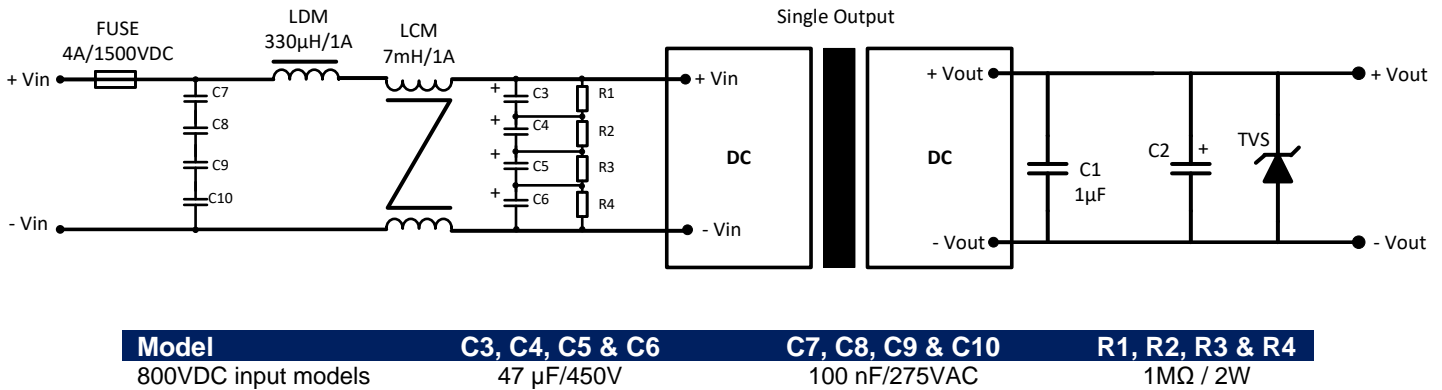 Single Output
FUSE
4A/1500VDC
LDM
330µH/1A
LCM
7mH/1A
+ Vin
- Vin
C7
C8
C9
C10
+
C3
R1
+
C4
R2
+
C5
R3
+
C6
R4
+ Vin
DC
- Vin
+ Vout
DC
- Vout
C1
1µF
C2
+
TVS
+ Vout
- Vout
Model C3, C4, C5 & C6 C7, C8, C9 & C10 R1, R2, R3 & R4
800VDC input models 47 µF/450V 100 nF/275VAC 1MΩ / 2W